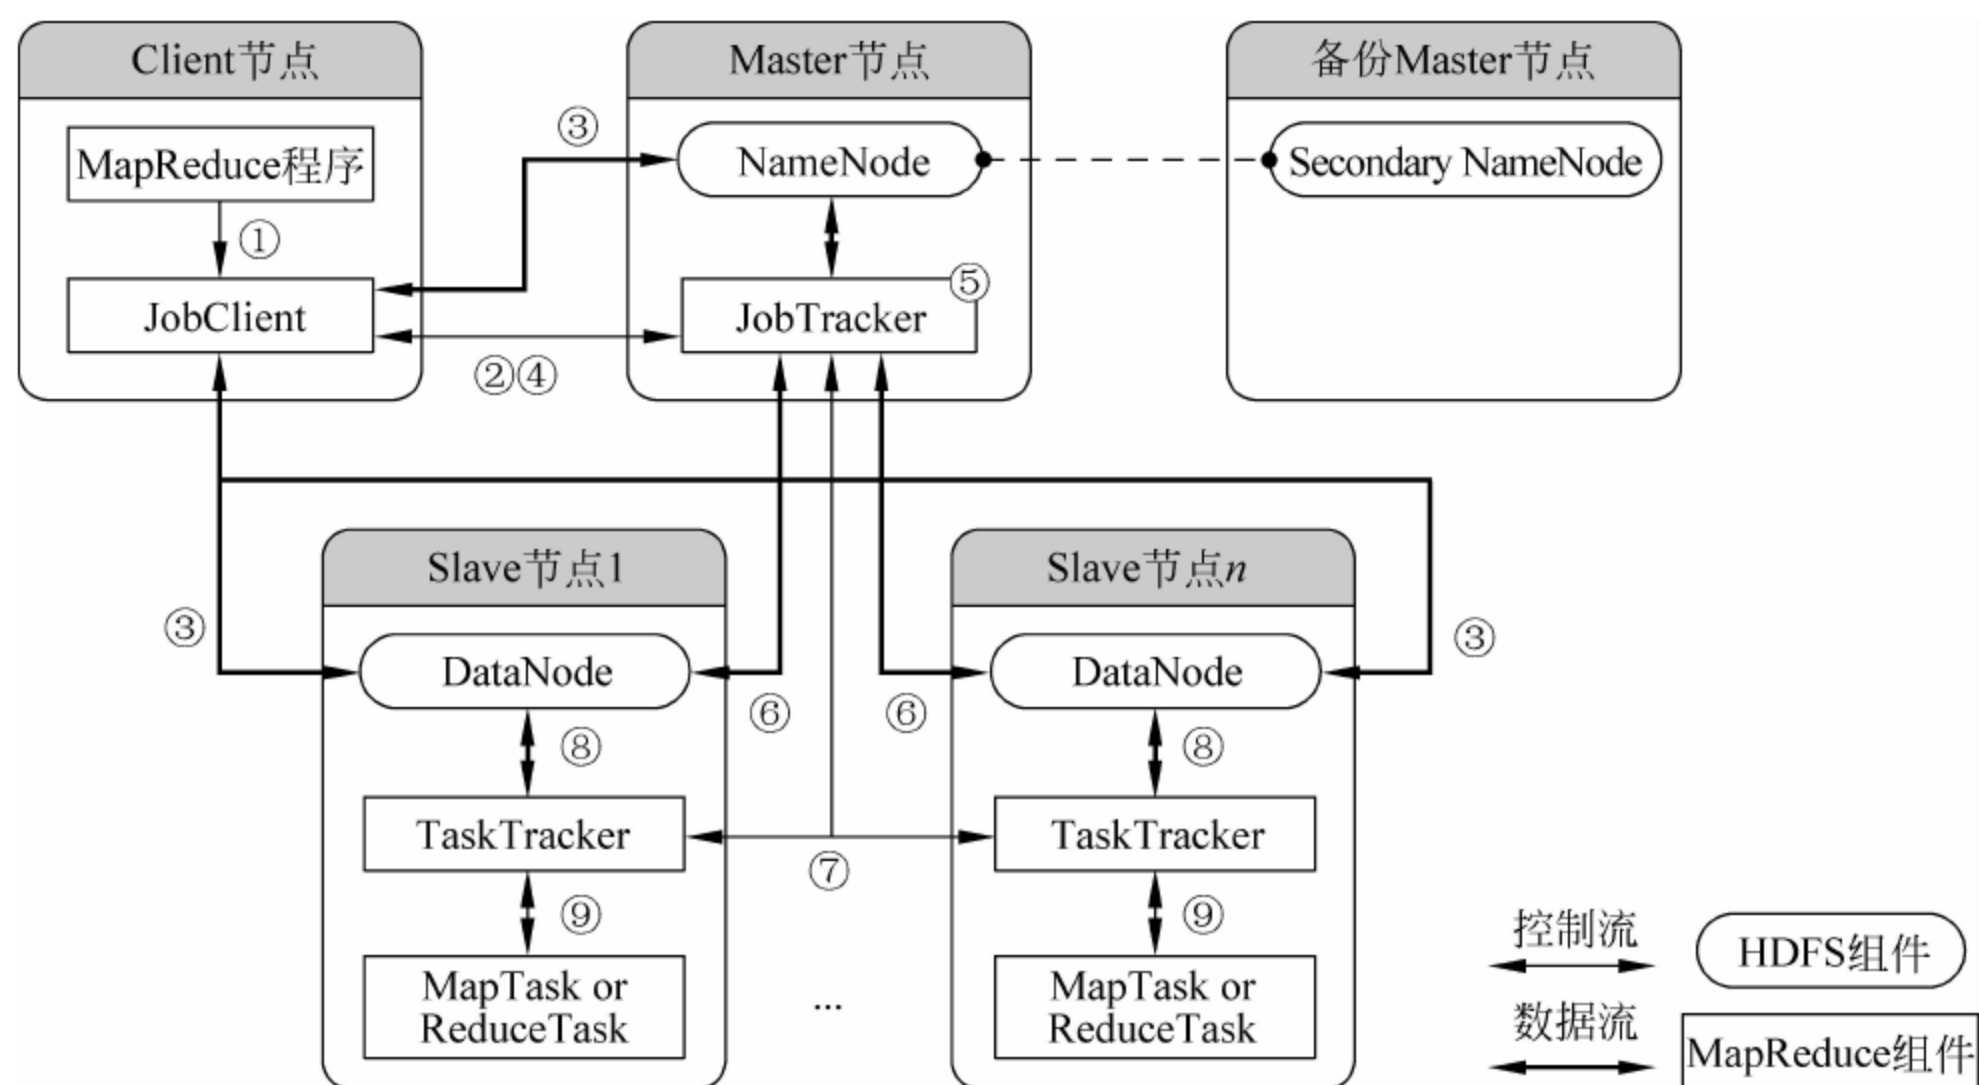 Client节点
MapReduce程序
①
JobClient
③
②④
Master节点
NameNode
⑤
JobTracker
备份Master节点
Secondary NameNode
③
Slave节点1
DataNode
⑥
⑧
TaskTracker
⑨
MapTask or
ReduceTask
⑦
...
Slave节点n
③
DataNode
⑥
⑧
TaskTracker
⑨
MapTask or
ReduceTask
控制流
HDFS组件
数据流
MapReduce组件